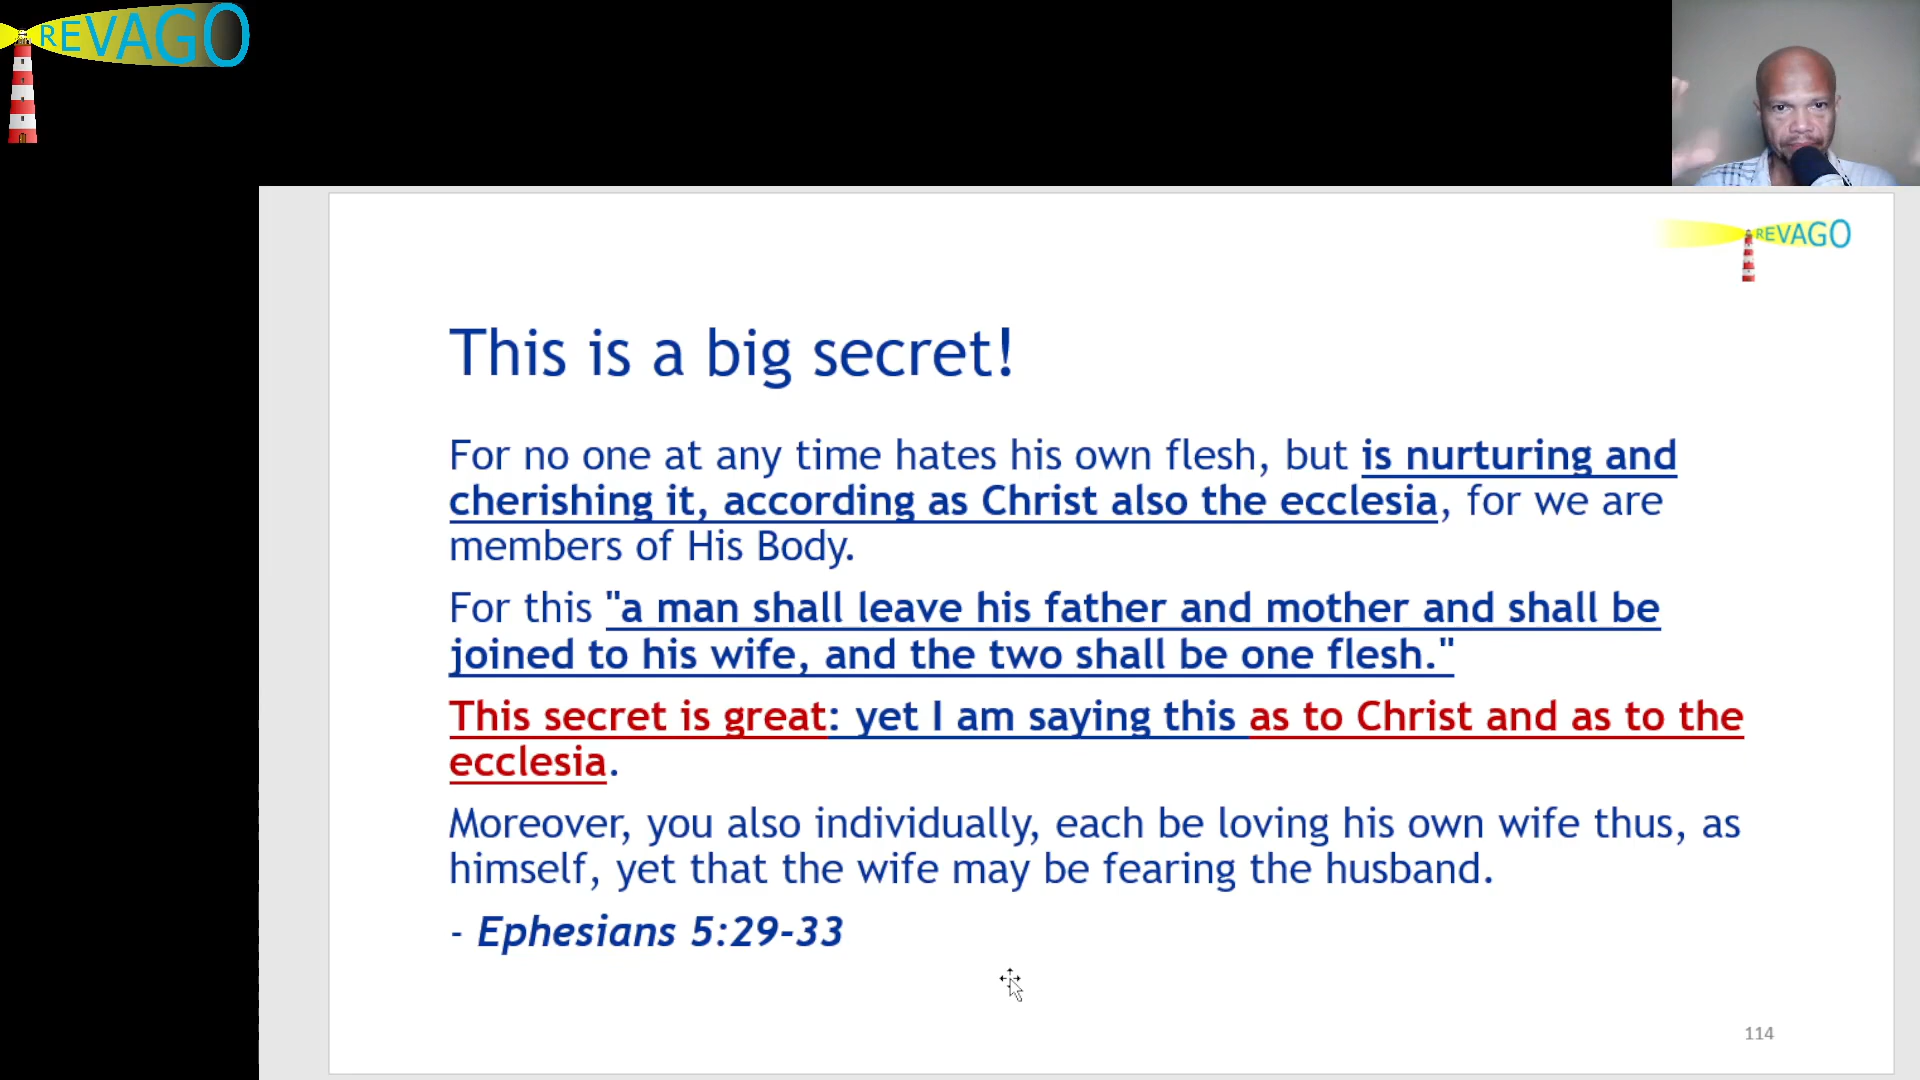 REVAGO
REVAGO
This is a big secret!
For no one at any time hates his own flesh, but is nurturing and
cherishing it, according as Christ also the ecclesia, for we are
members of His Body.
For this "a man shall leave his father and mother and shall be
joined to his wife, and the two shall be one flesh."
This secret is great: yet I am saying this as to Christ and as to the
ecclesia.
Moreover, you also individually, each be loving his own wife thus, as
himself, yet that the wife may be fearing the husband.
- Ephesians 5:29-33
114